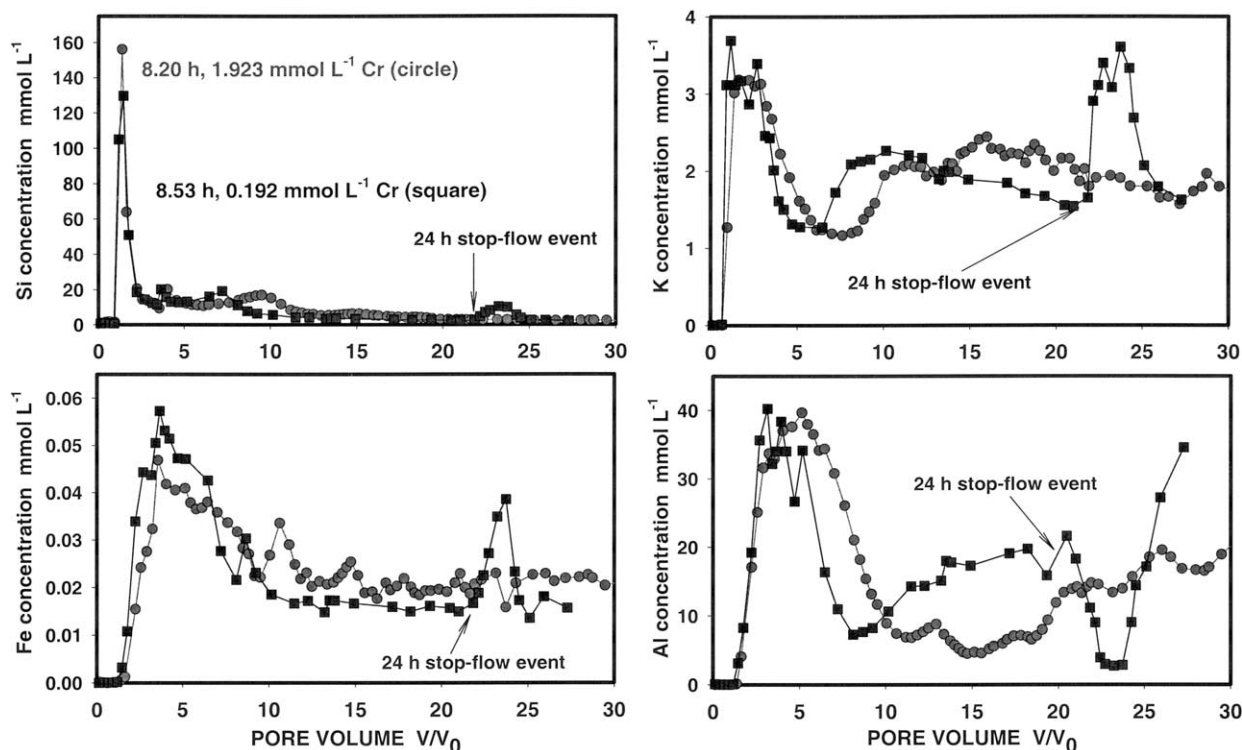 Si concentration mmol L⁻¹
160
140
120
100
80
60
40
20
0
8.20 h, 1.923 mmol L⁻¹ Cr (circle)
8.53 h, 0.192 mmol L⁻¹ Cr (square)
24 h stop-flow event
0 5 10 15 20 25 30
K concentration mmol L⁻¹
4
3
2
1
0
24 h stop-flow event
0 5 10 15 20 25 30
Fe concentration mmol L⁻¹
0.06
0.05
0.04
0.03
0.02
0.01
0.00
24 h stop-flow event
0 5 10 15 20 25 30
PORE VOLUME V/V₀
Al concentration mmol L⁻¹
40
30
20
10
0
24 h stop-flow event
0 5 10 15 20 25 30
PORE VOLUME V/V₀